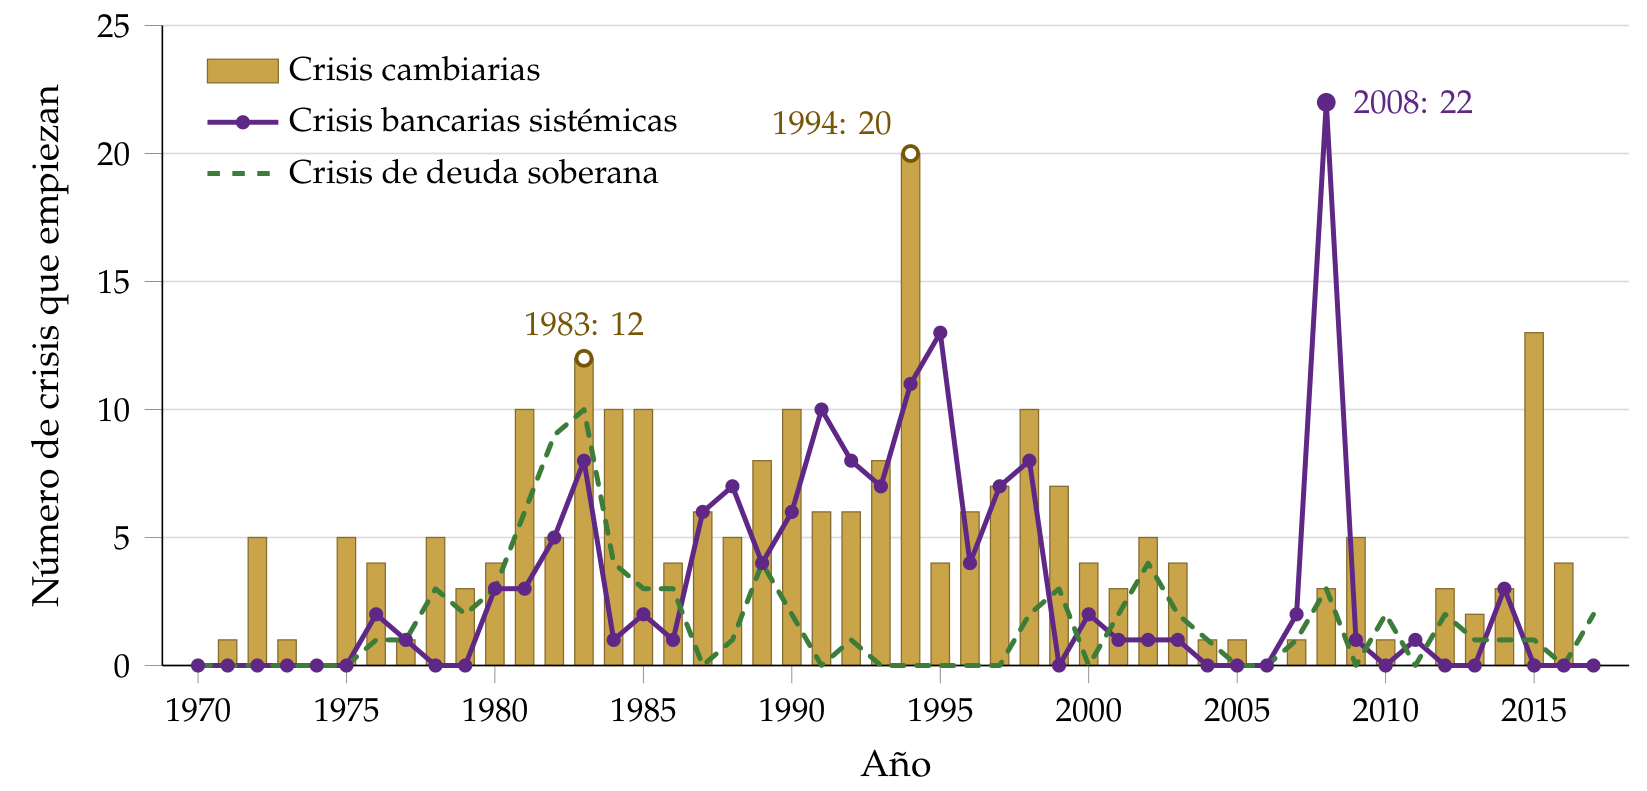 25
20
15
10
5
0
Número de crisis que empiezan
Crisis cambiarias
Crisis bancarias sistémicas
Crisis de deuda soberana
1983: 12
1994: 20
2008: 22
1970 1975 1980 1985 1990 1995 2000 2005 2010 2015
Año